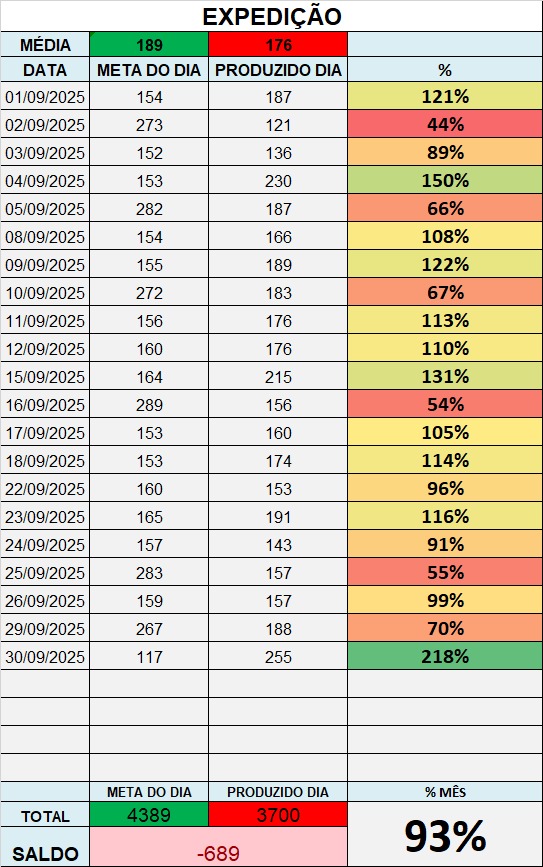 EXPEDIÇÃO
MÉDIA 189 176
DATA META DO DIA PRODUZIDO DIA %
01/09/2025 154 187 121%
02/09/2025 273 121 44%
03/09/2025 152 136 89%
04/09/2025 153 230 150%
05/09/2025 282 187 66%
08/09/2025 154 166 108%
09/09/2025 155 189 122%
10/09/2025 272 183 67%
11/09/2025 156 176 113%
12/09/2025 160 176 110%
15/09/2025 164 215 131%
16/09/2025 289 156 54%
17/09/2025 153 160 105%
18/09/2025 153 174 114%
22/09/2025 160 153 96%
23/09/2025 165 191 116%
24/09/2025 157 143 91%
25/09/2025 283 157 55%
26/09/2025 159 157 99%
29/09/2025 267 188 70%
30/09/2025 117 255 218%
META DO DIA PRODUZIDO DIA % MÊS
TOTAL 4389 3700 93%
SALDO -689